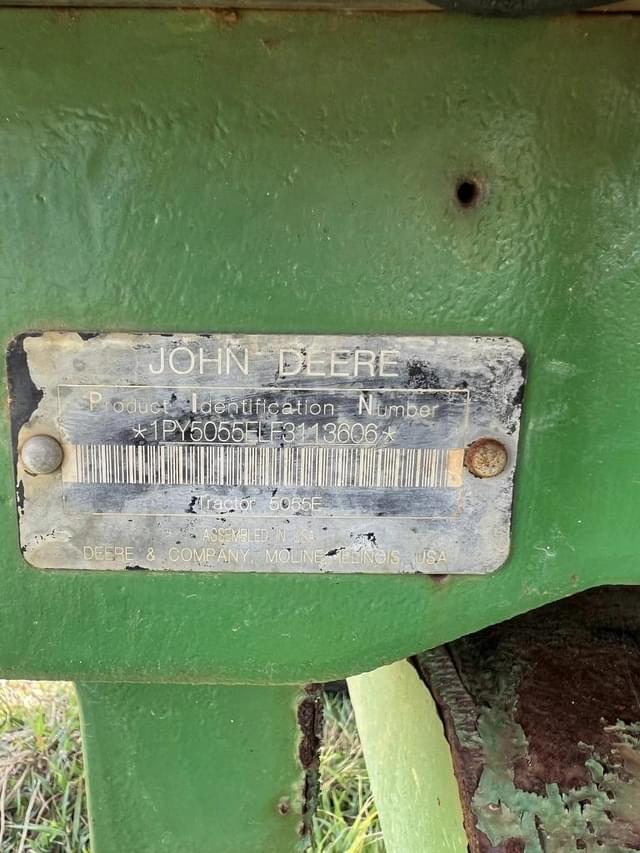 JOHN DEERE
Product Identification Number
*1PY5055ELF3113606*
Tractor 5055E
ASSEMBLED IN USA
DEERE & COMPANY MOLINE ILLINOIS USA